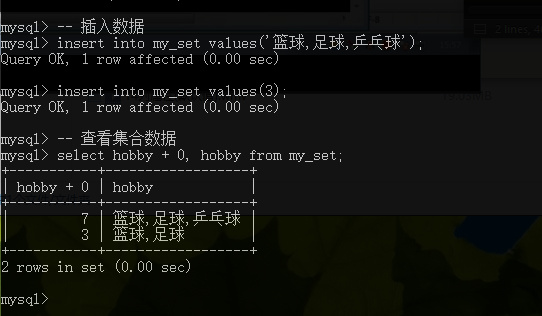 mysql> -- 插入数据
mysql> insert into my_set values('篮球,足球,乒乓球');
Query OK, 1 row affected (0.00 sec)
mysql> insert into my_set values(3);
Query OK, 1 row affected (0.00 sec)
mysql> -- 查看集合数据
mysql> select hobby + 0, hobby from my_set;
+-----------+------------------+
| hobby + 0 | hobby            |
+-----------+------------------+
|         7 | 篮球,足球,乒乓球 |
|         3 | 篮球,足球        |
+-----------+------------------+
2 rows in set (0.00 sec)
mysql>